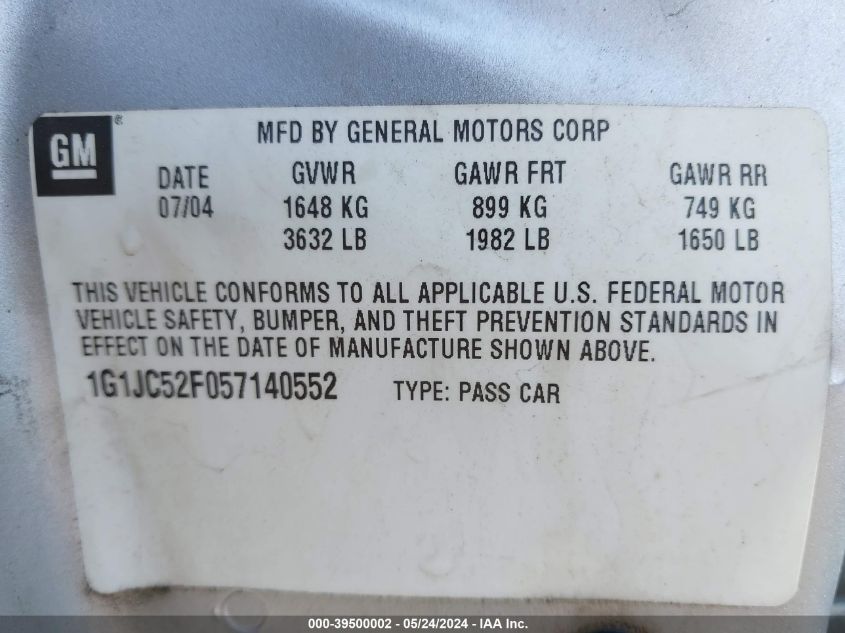 GM ®
MFD BY GENERAL MOTORS CORP
DATE GVWR GAWR FRT GAWR RR
07/04 1648 KG 899 KG 749 KG
3632 LB 1982 LB 1650 LB
THIS VEHICLE CONFORMS TO ALL APPLICABLE U.S. FEDERAL MOTOR
VEHICLE SAFETY, BUMPER, AND THEFT PREVENTION STANDARDS IN
EFFECT ON THE DATE OF MANUFACTURE SHOWN ABOVE.
1G1JC52F057140552 TYPE: PASS CAR
000-39500002 - 05/24/2024 - IAA Inc.